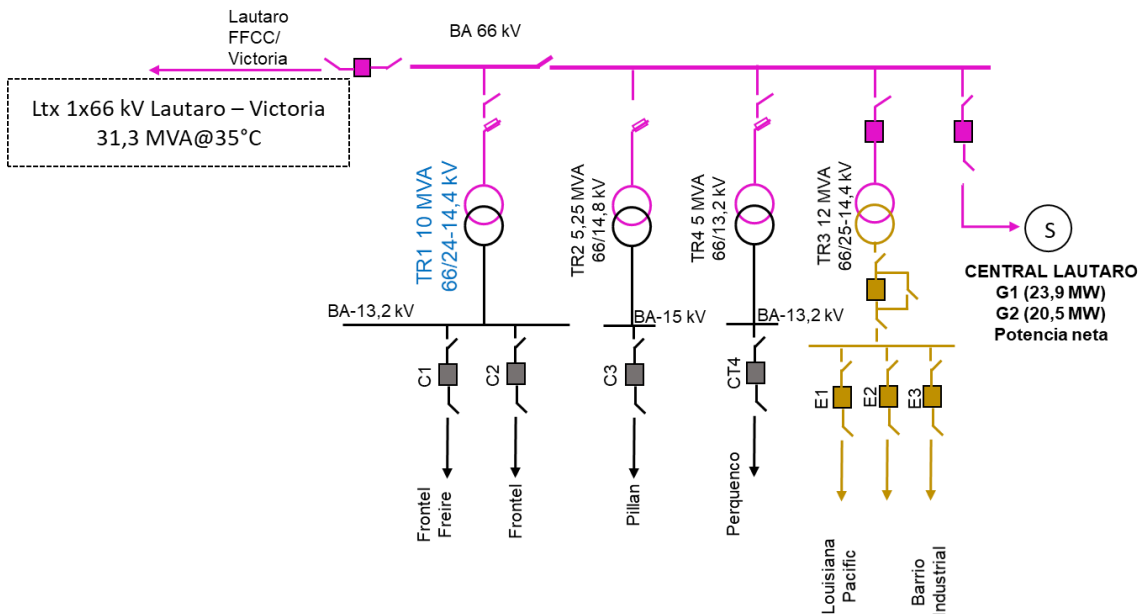 Lautaro
FFCC/
Victoria
BA 66 kV
Ltx 1x66 kV Lautaro – Victoria
31,3 MVA@35°C
TR1 10 MVA
66/24-14,4 kV
TR2 5,25 MVA
66/14,8 kV
TR4 5 MVA
66/13,2 kV
TR3 12 MVA
66/25-14,4 kV
S
CENTRAL LAUTARO
G1 (23,9 MW)
G2 (20,5 MW)
Potencia neta
BA-13,2 kV
BA-15 kV
BA-13,2 kV
C1
C2
C3
CT4
E1
E2
E3
Frontel
Freire
Frontel
Pillan
Perquenco
Louisiana
Pacific
Barrio
Industrial